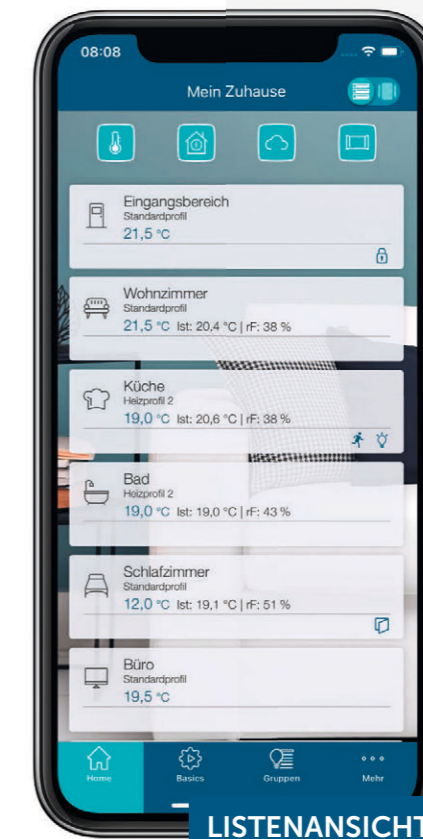 08:08
Mein Zuhause
Eingangsbereich
Standardprofil
21,5 °C
Wohnzimmer
Standardprofil
21,5 °C Ist: 20,4 °C | rF: 38 %
Küche
Heizprofil 2
19,0 °C Ist: 20,6 °C | rF: 38 %
Bad
Heizprofil 2
19,0 °C Ist: 19,0 °C | rF: 43 %
Schlafzimmer
Standardprofil
12,0 °C Ist: 19,1 °C | rF: 51 %
Büro
Standardprofil
19,5 °C
Home Basics Gruppen Mehr
LISTENANSICHT